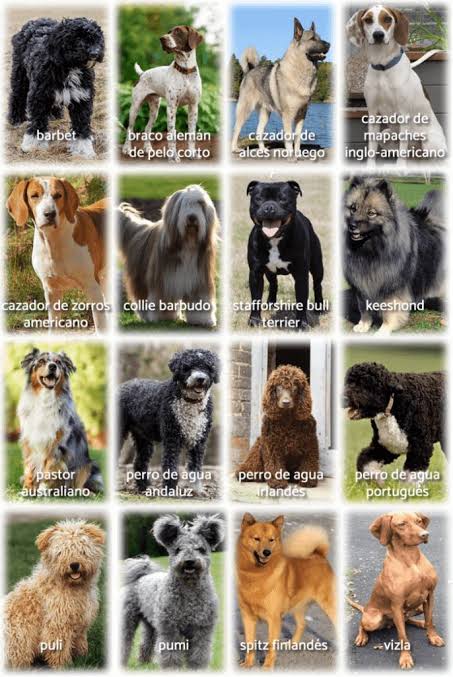 barbet
braco alemán
de pelo corto
cazador de
alces noruego
cazador de
mapaches
inglo-americano
cazador de zorros
americano
collie barbudo
stafforshire bull
terrier
keeshond
pastor
australiano
perro de agua
andaluz
perro de agua
irlandés
perro de agua
portugués
puli
pumi
spitz finlandés
vizla